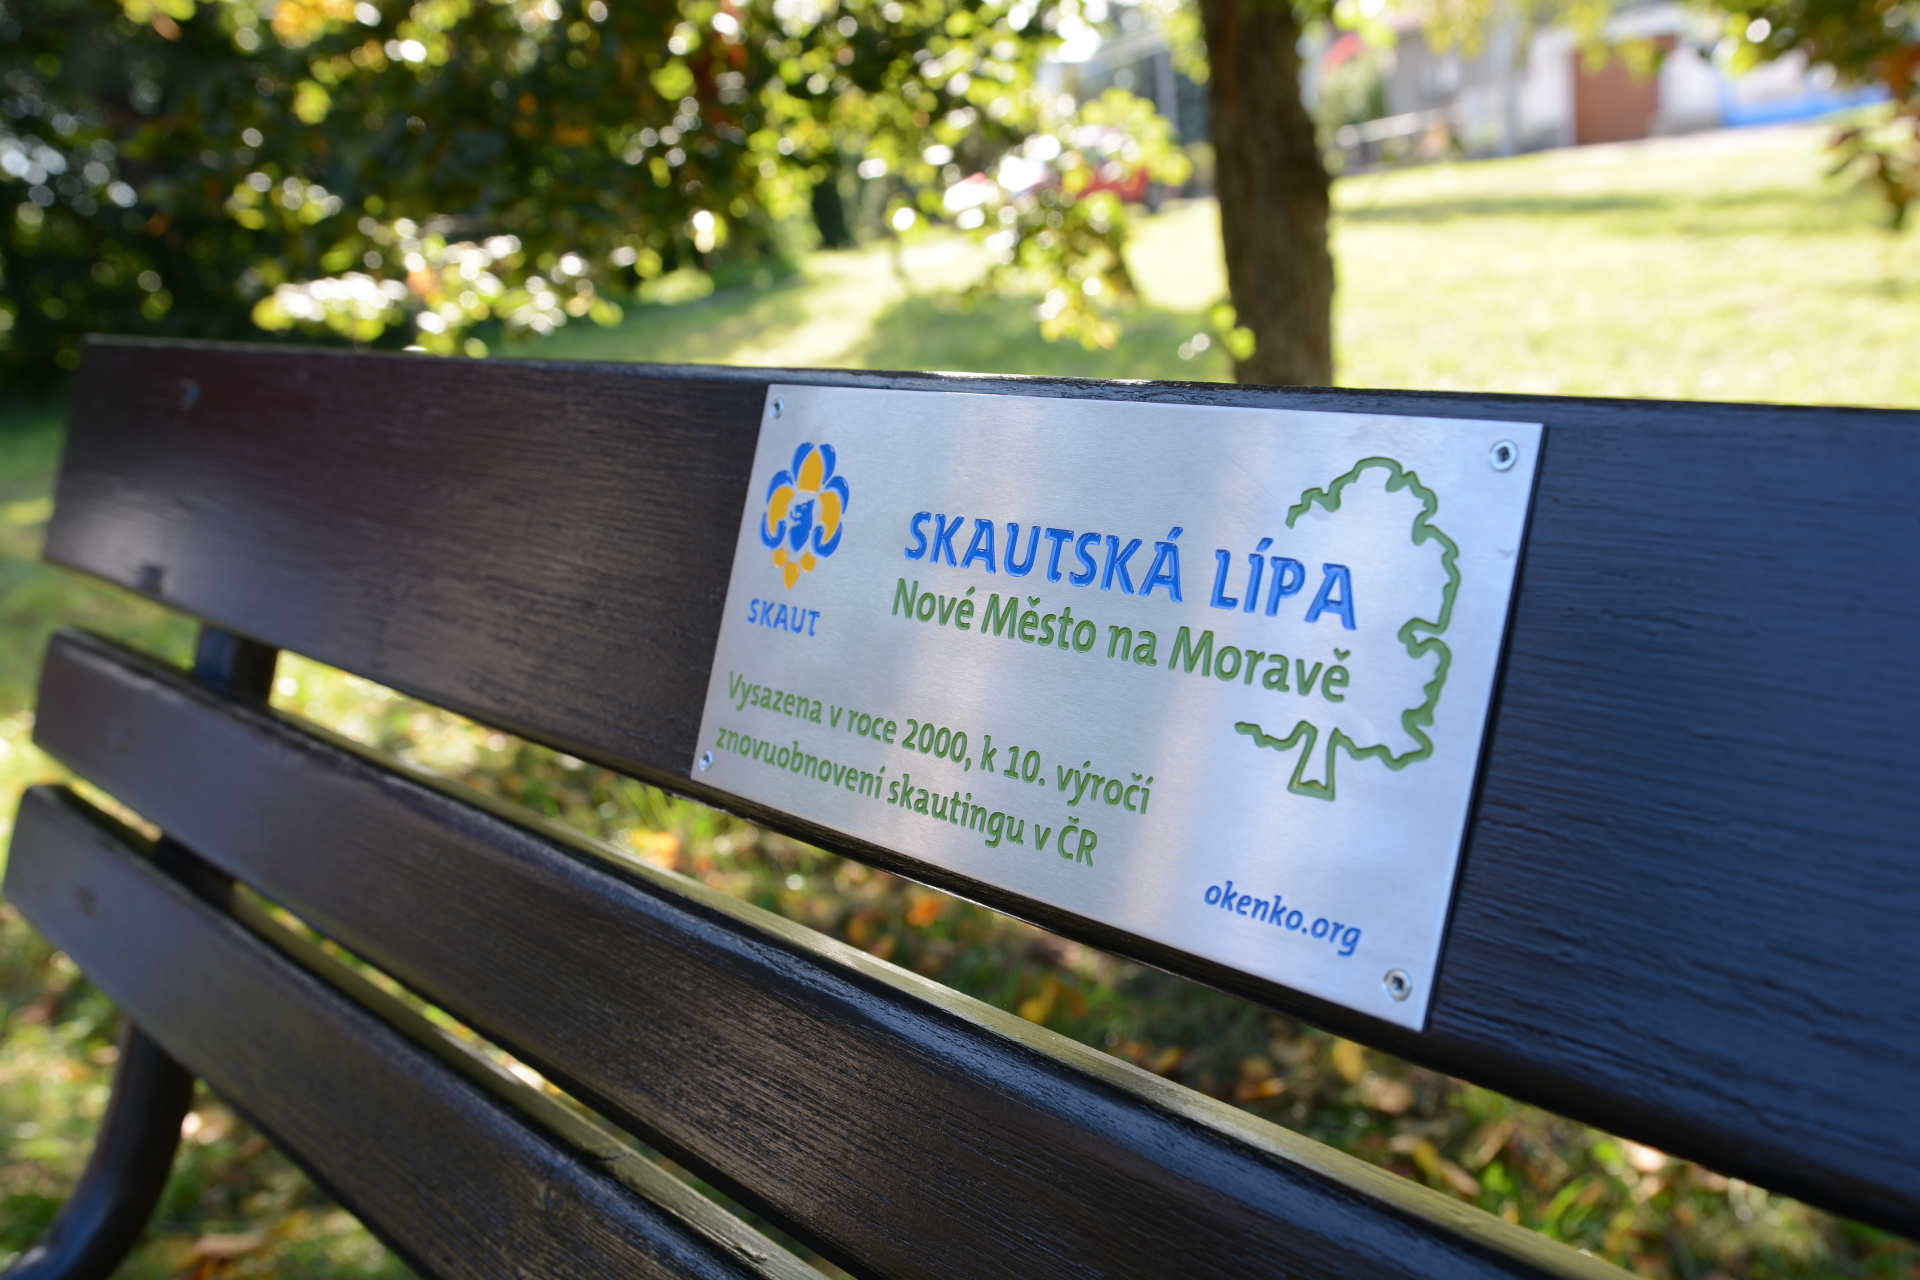 SKAUT
SKAUTSKÁ LÍPA
Nové Město na Moravě
Vysazena v roce 2000, k 10. výročí
znovuobnovení skautingu v ČR
okenko.org